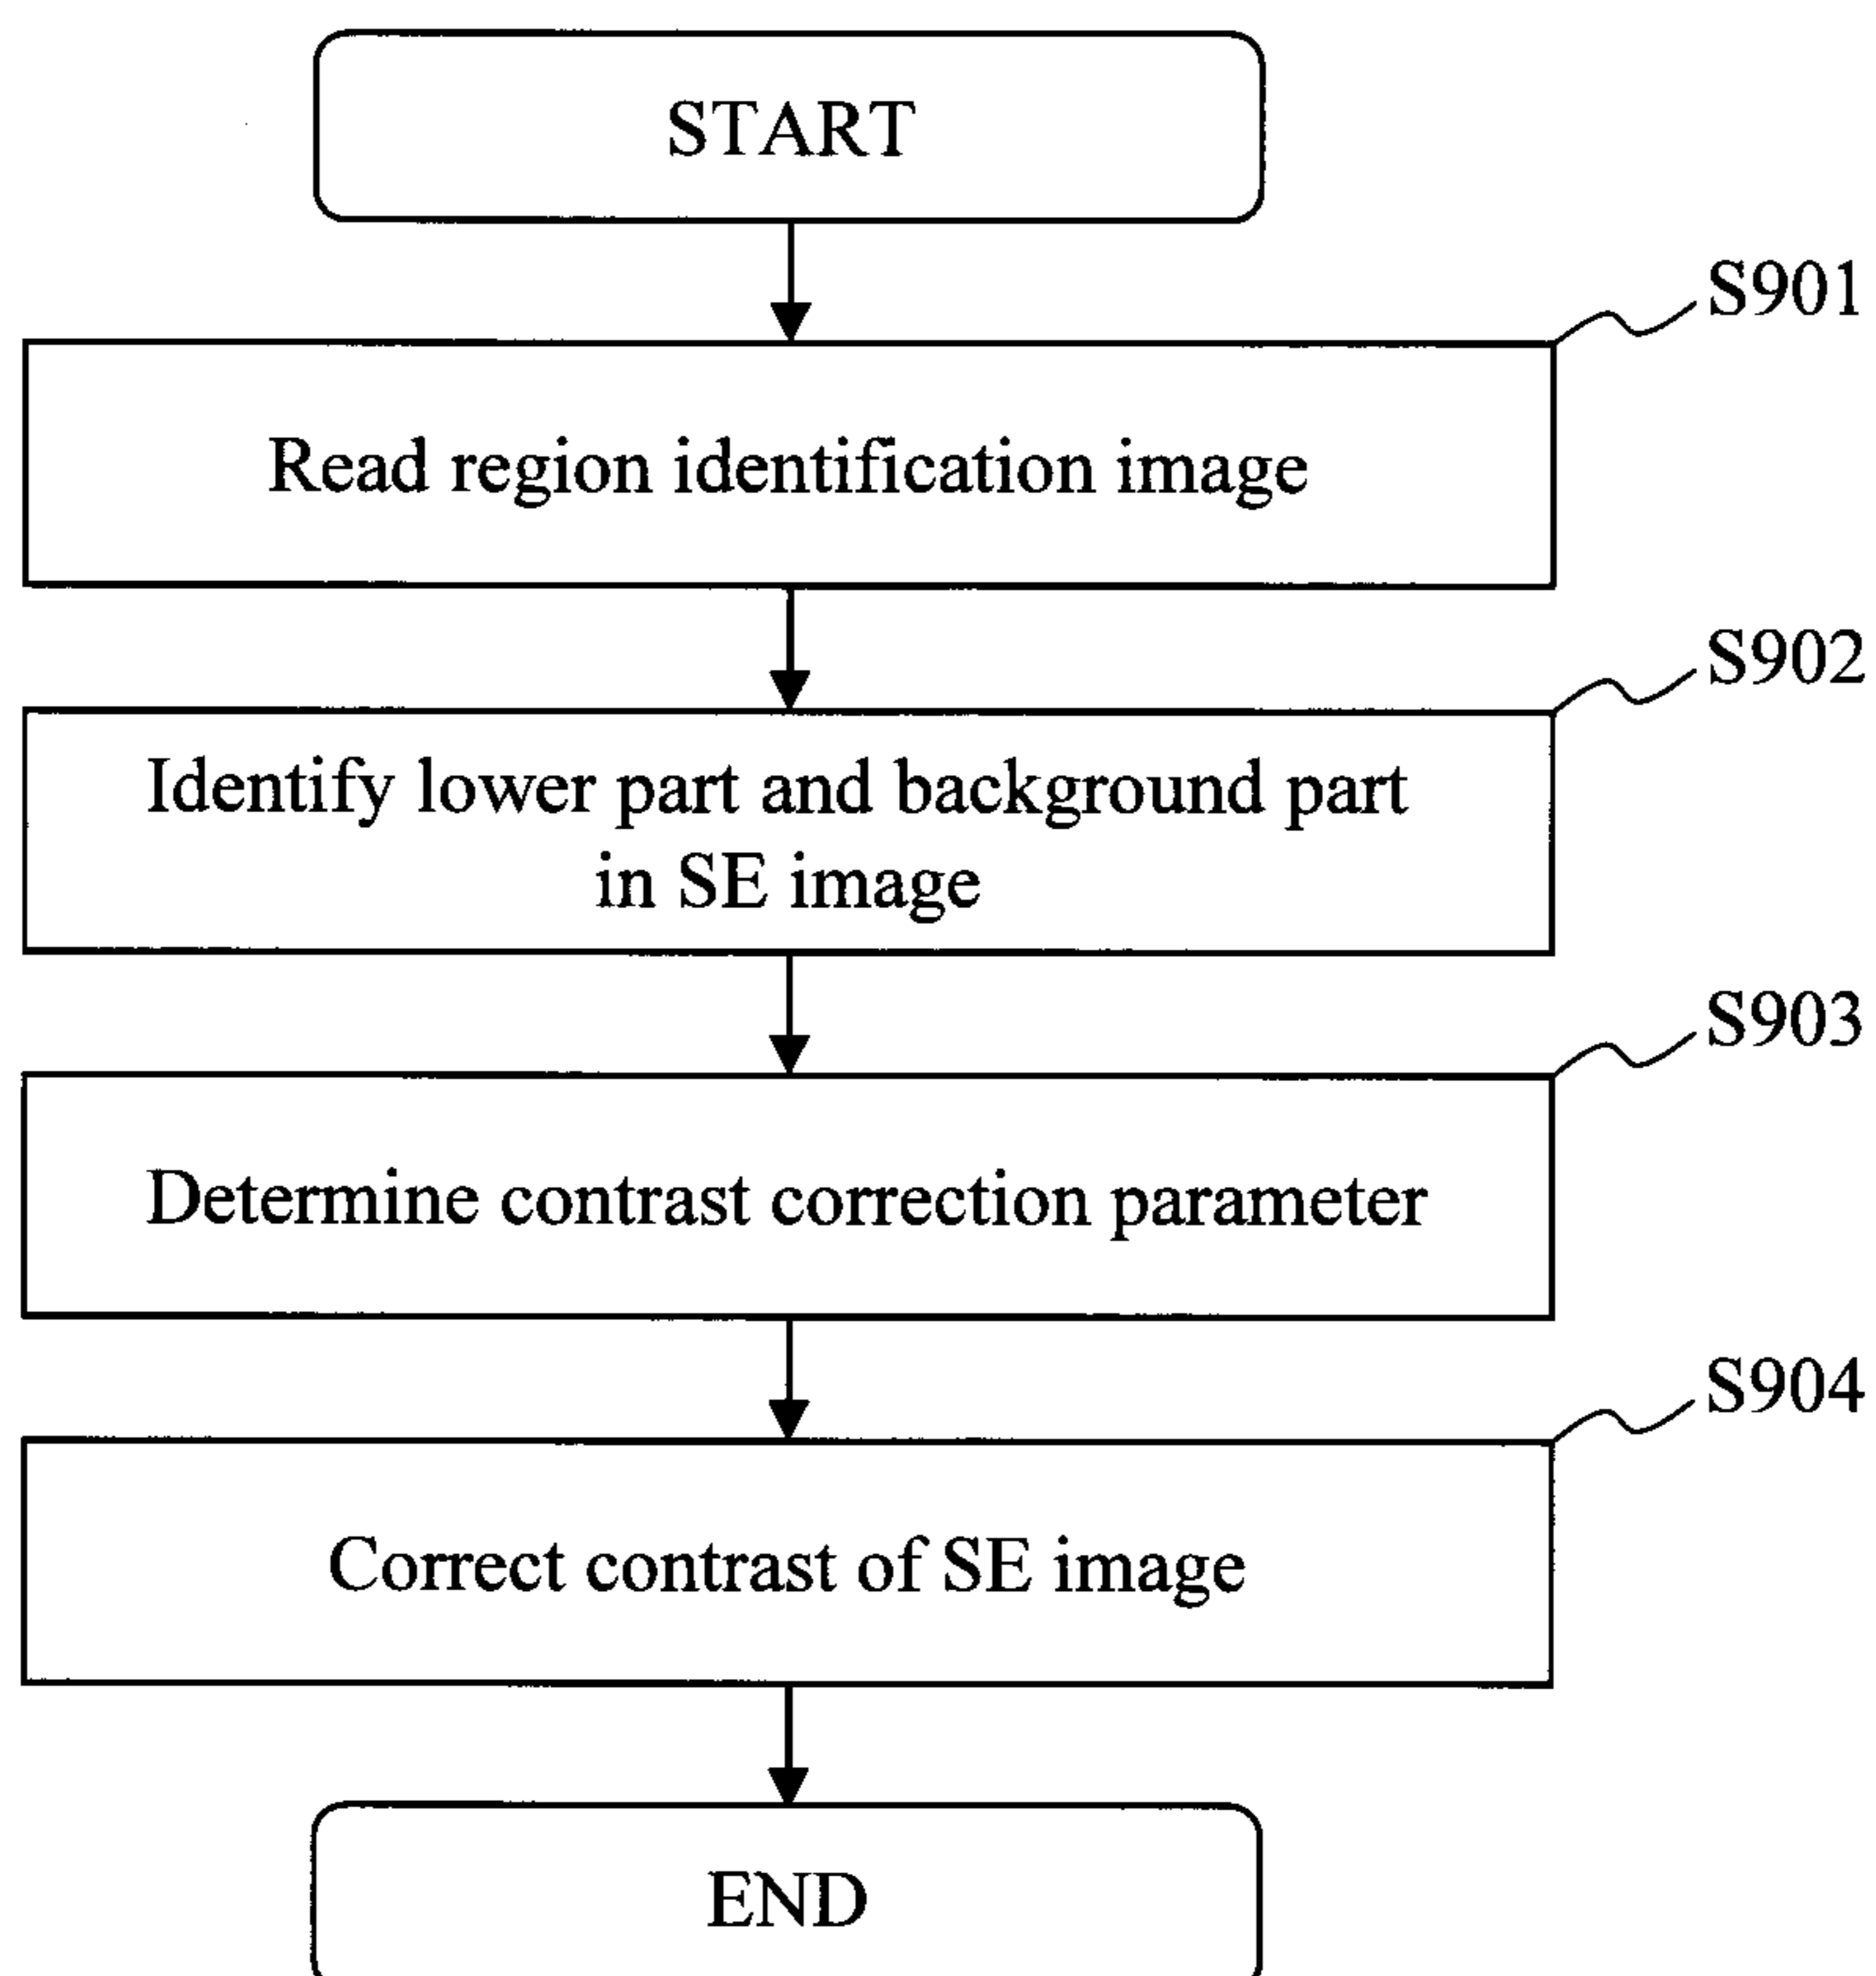 START
S901
Read region identification image
S902
Identify lower part and background part
in SE image
S903
Determine contrast correction parameter
S904
Correct contrast of SE image
END